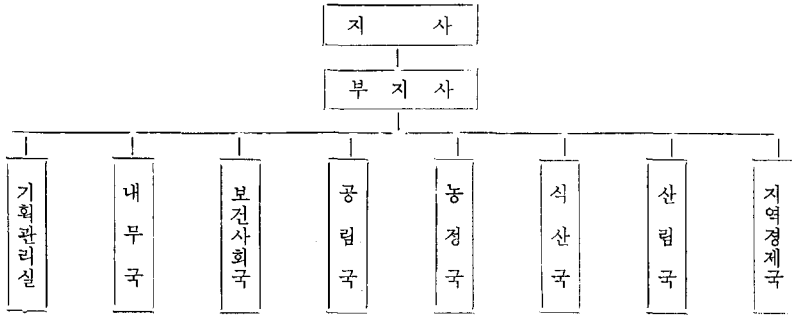 지 사
부 지 사
기획관리실
내무국
보건사회국
공림국
농정국
식산국
산림국
지역경제국